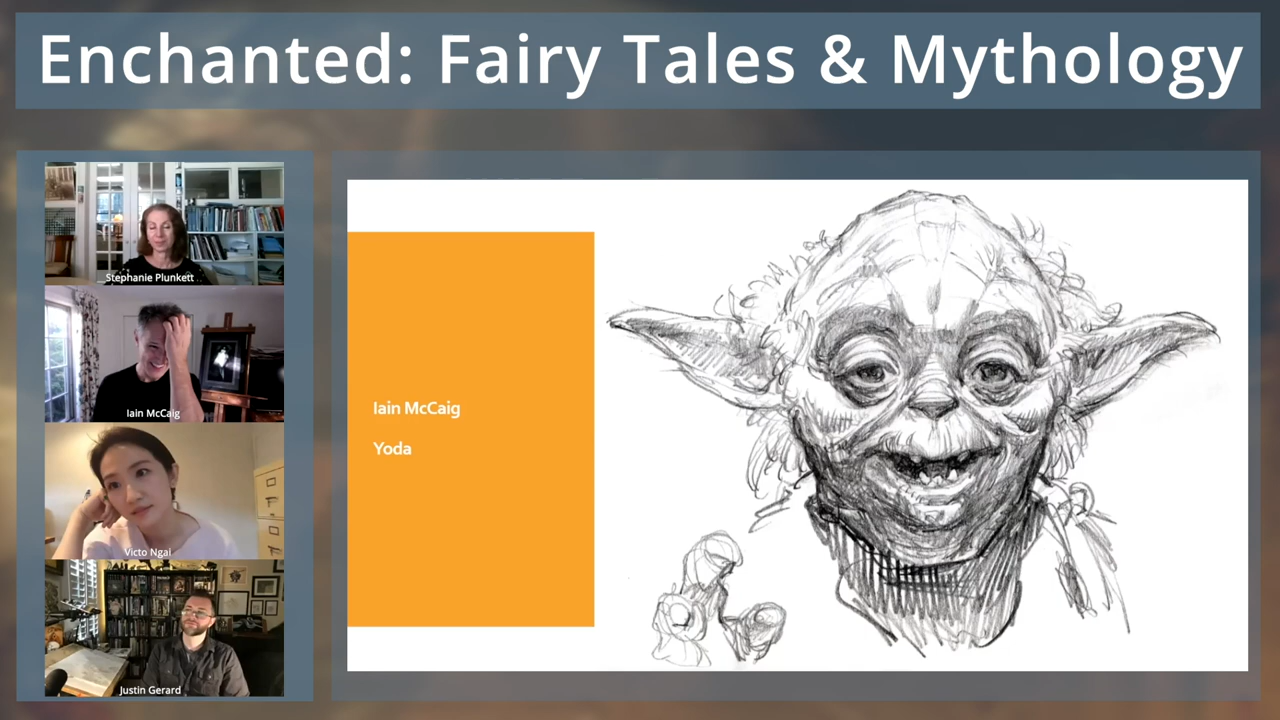 Enchanted: Fairy Tales & Mythology
Stephanie Plunkett
Iain McCaig
Victo Ngai
Justin Gerard
Iain McCaig
Yoda